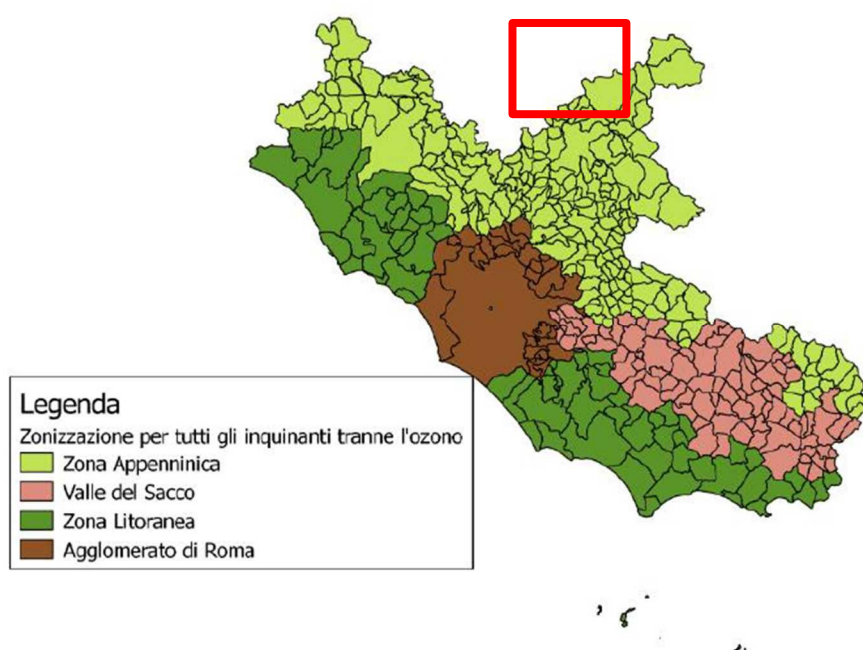 Legenda
Zonizzazione per tutti gli inquinanti tranne l'ozono
Zona Appenninica
Valle del Sacco
Zona Litoranea
Agglomerato di Roma